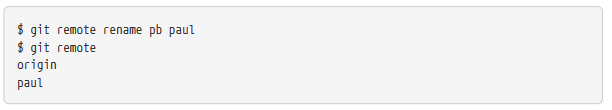 $ git remote rename pb paul
$ git remote
origin
paul